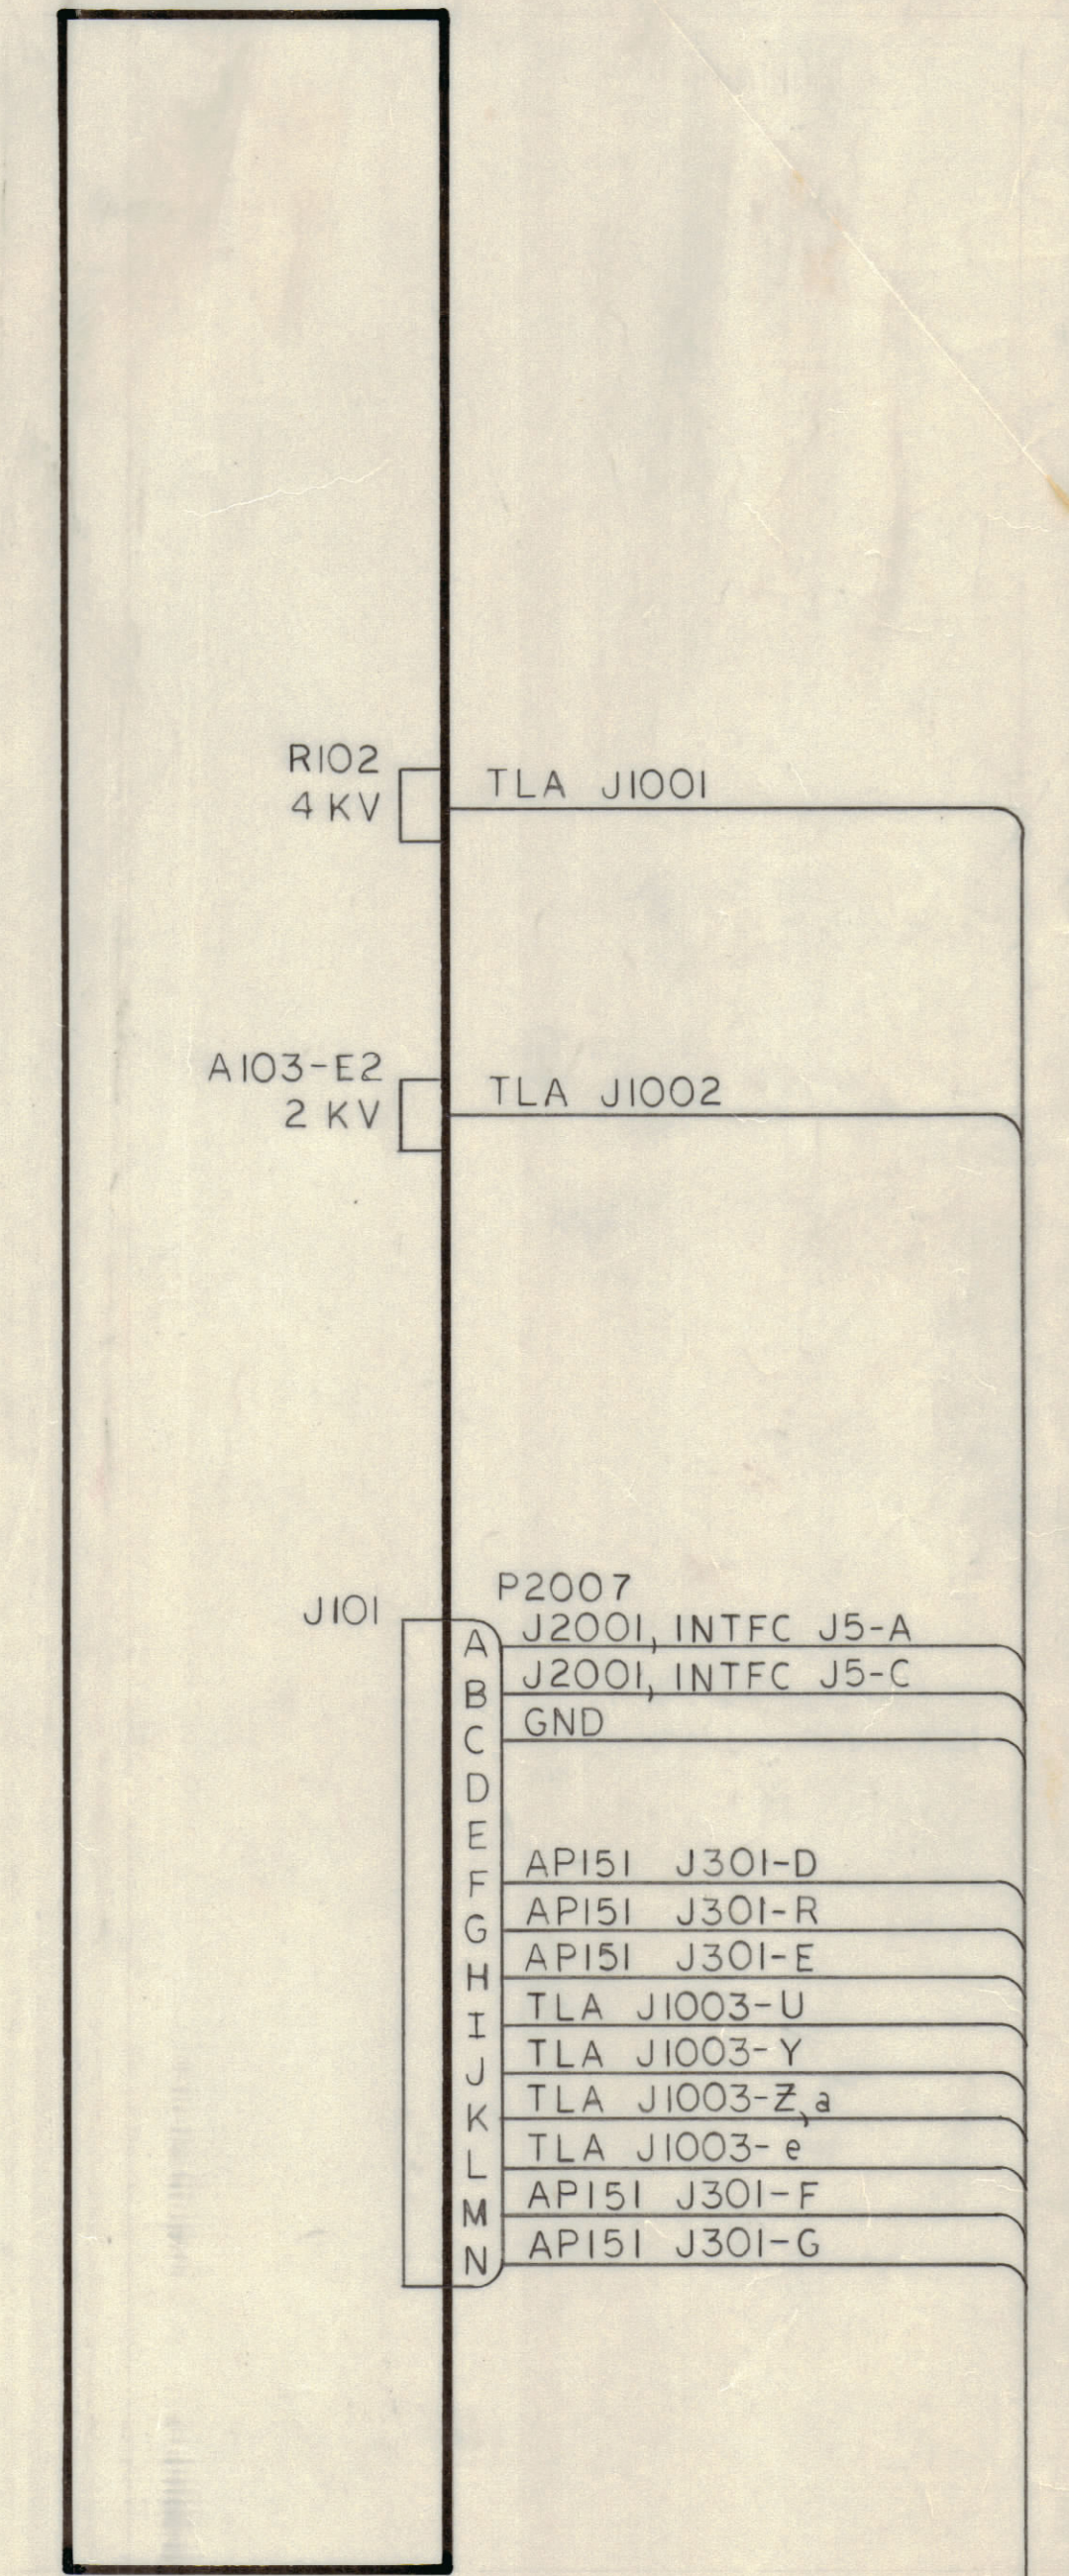 R102
4 KV
TLA J1001
A103-E2
2 KV
TLA J1002
J101
P2007
A J2001, INTFC J5-A
B J2001, INTFC J5-C
C GND
D
E
F AP151 J301-D
G AP151 J301-R
H AP151 J301-E
I TLA J1003-U
J TLA J1003-Y
K TLA J1003-Z,a
L TLA J1003-e
M AP151 J301-F
N AP151 J301-G